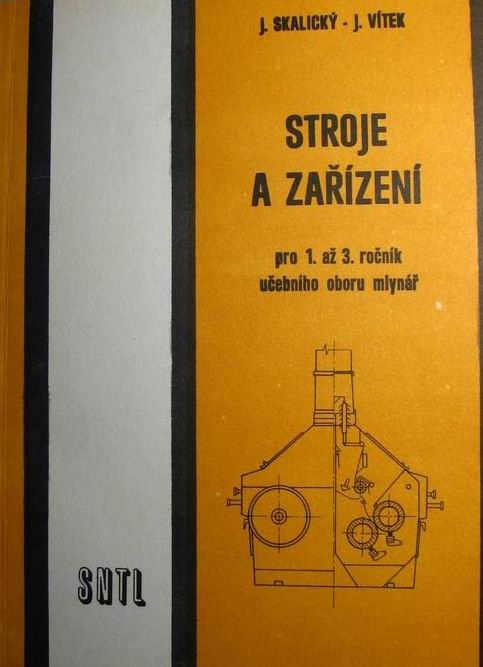 J. SKALICKÝ - J. VÍTEK
STROJE
A ZAŘÍZENÍ
pro 1. až 3. ročník
učebního oboru mlynář
SNTL